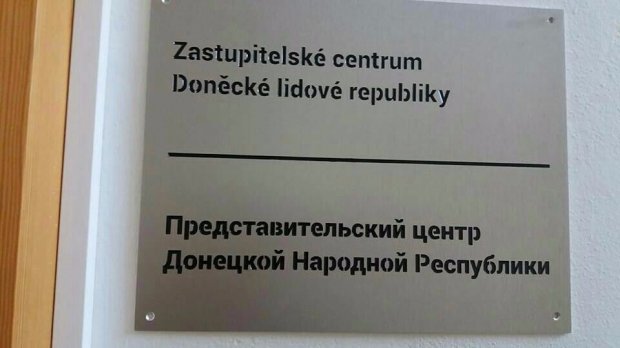 Zastupitelské centrum
Doněcké lidové republiky
Представительский центр
Донецкой Народной Республики